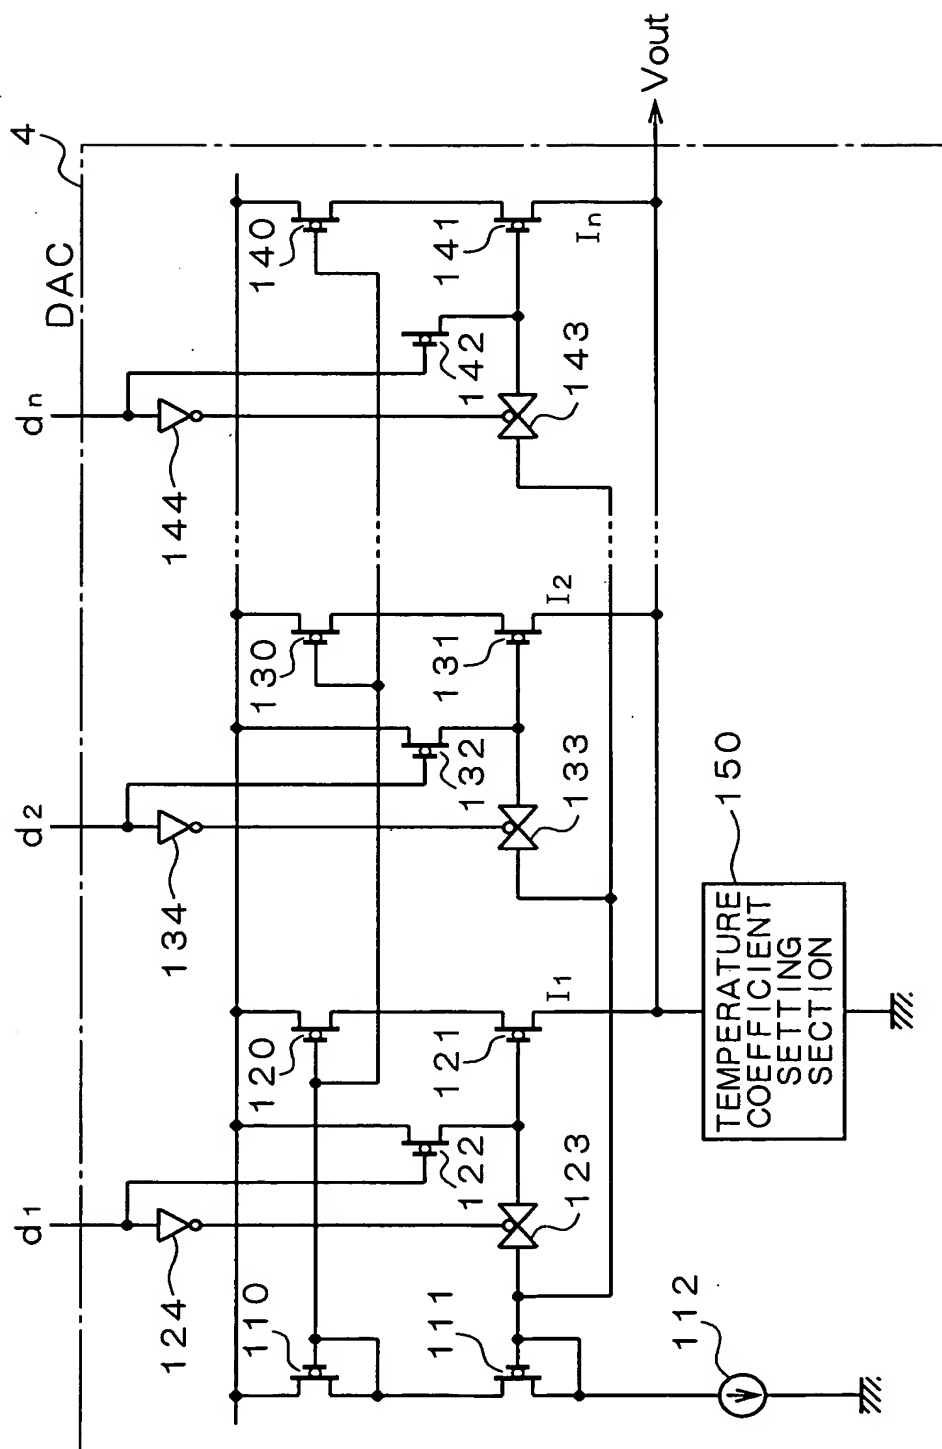 DAC
4
d1
d2
dn
124
134
144
110
120
130
140
122
132
142
111
121
131
141
123
133
143
I1
I2
In
Vout
112
150
TEMPERATURE
COEFFICIENT
SETTING
SECTION